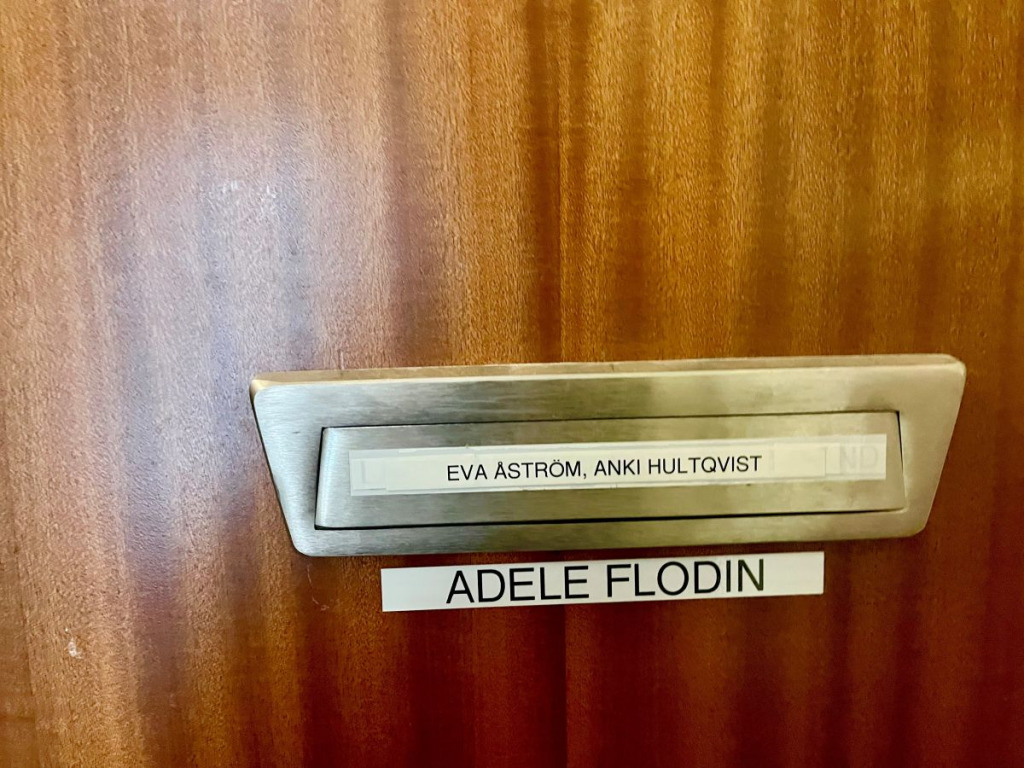 EVA ÅSTRÖM, ANKI HULTQVIST
ADELE FLODIN